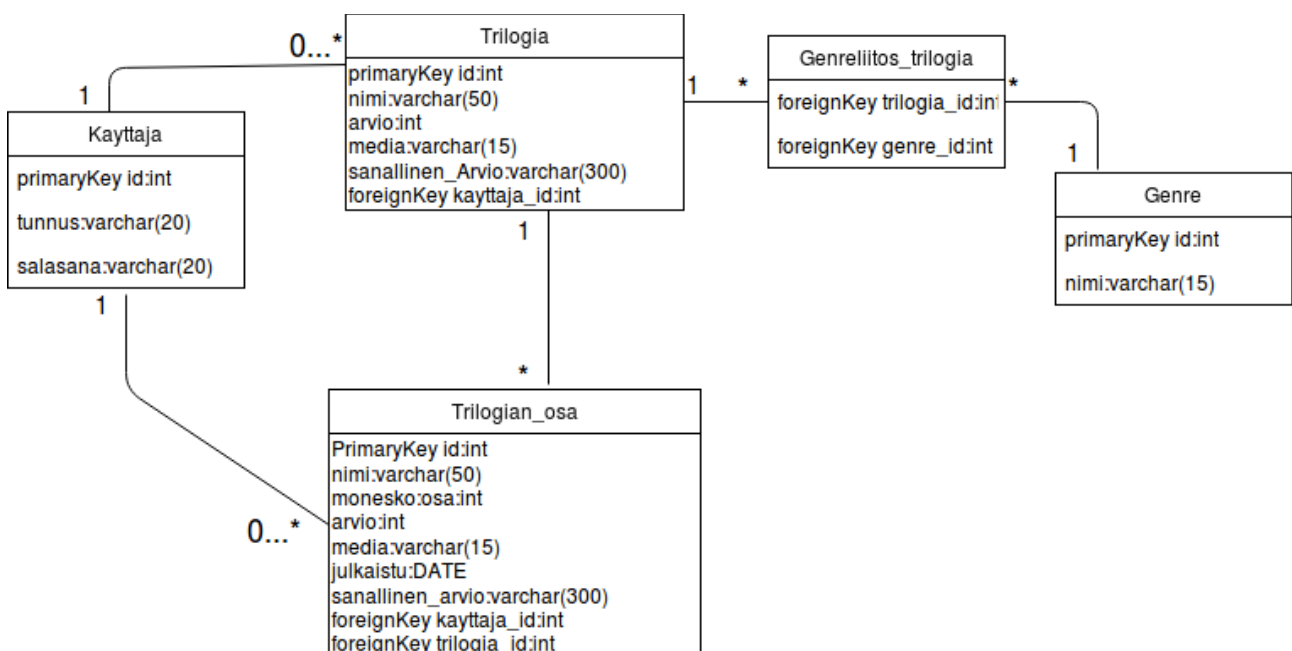 0...*
Trilogia
primaryKey id:int
nimi:varchar(50)
arvio:int
media:varchar(15)
sanallinen_Arvio:varchar(300)
foreignKey kayttaja_id:int
1
*
Genreliitos_trilogia
foreignKey trilogia_id:int
foreignKey genre_id:int
*
1
Genre
primaryKey id:int
nimi:varchar(15)
1
Kayttaja
primaryKey id:int
tunnus:varchar(20)
salasana:varchar(20)
1
0...*
1
*
Trilogian_osa
PrimaryKey id:int
nimi:varchar(50)
monesko:osa:int
arvio:int
media:varchar(15)
julkaistu:DATE
sanallinen_arvio:varchar(300)
foreignKey kayttaja_id:int
foreignKey trilogia_id:int